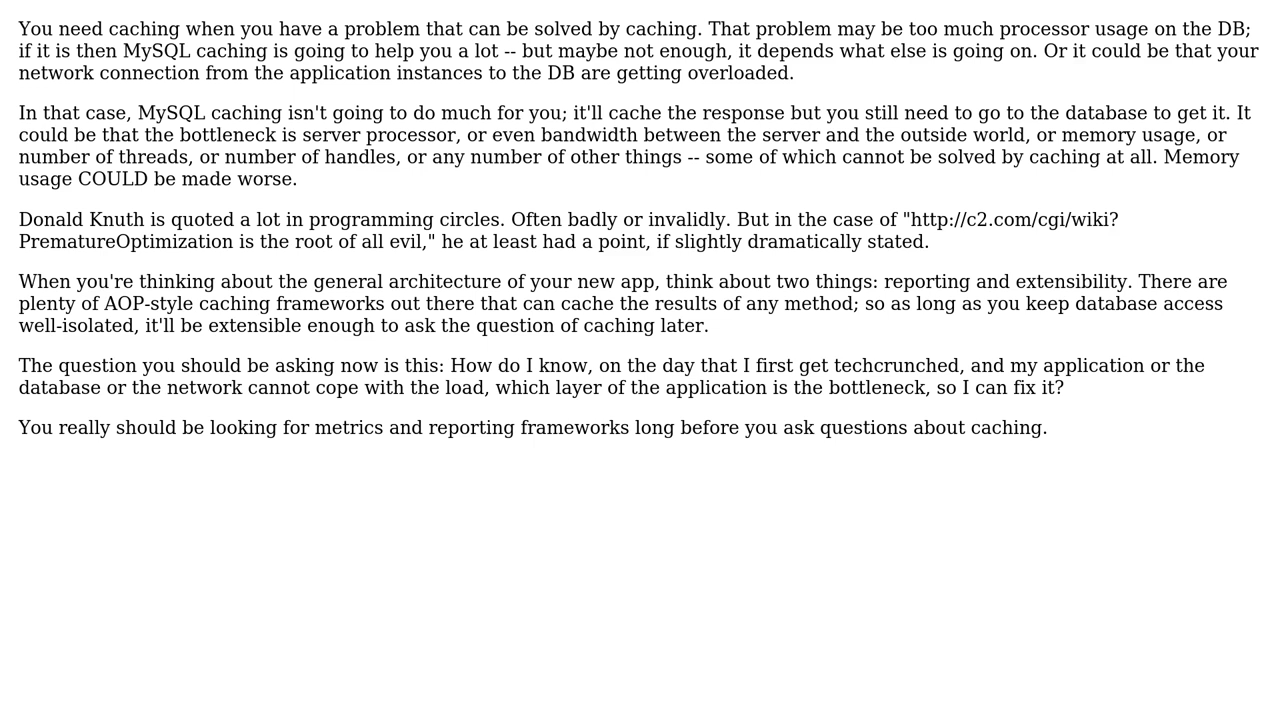 You need caching when you have a problem that can be solved by caching. That problem may be too much processor usage on the DB;
if it is then MySQL caching is going to help you a lot -- but maybe not enough, it depends what else is going on. Or it could be that your
network connection from the application instances to the DB are getting overloaded.
In that case, MySQL caching isn't going to do much for you; it'll cache the response but you still need to go to the database to get it. It
could be that the bottleneck is server processor, or even bandwidth between the server and the outside world, or memory usage, or
number of threads, or number of handles, or any number of other things -- some of which cannot be solved by caching at all. Memory
usage COULD be made worse.
Donald Knuth is quoted a lot in programming circles. Often badly or invalidly. But in the case of "http://c2.com/cgi/wiki?
PrematureOptimization is the root of all evil," he at least had a point, if slightly dramatically stated.
When you're thinking about the general architecture of your new app, think about two things: reporting and extensibility. There are
plenty of AOP-style caching frameworks out there that can cache the results of any method; so as long as you keep database access
well-isolated, it'll be extensible enough to ask the question of caching later.
The question you should be asking now is this: How do I know, on the day that I first get techcrunched, and my application or the
database or the network cannot cope with the load, which layer of the application is the bottleneck, so I can fix it?
You really should be looking for metrics and reporting frameworks long before you ask questions about caching.